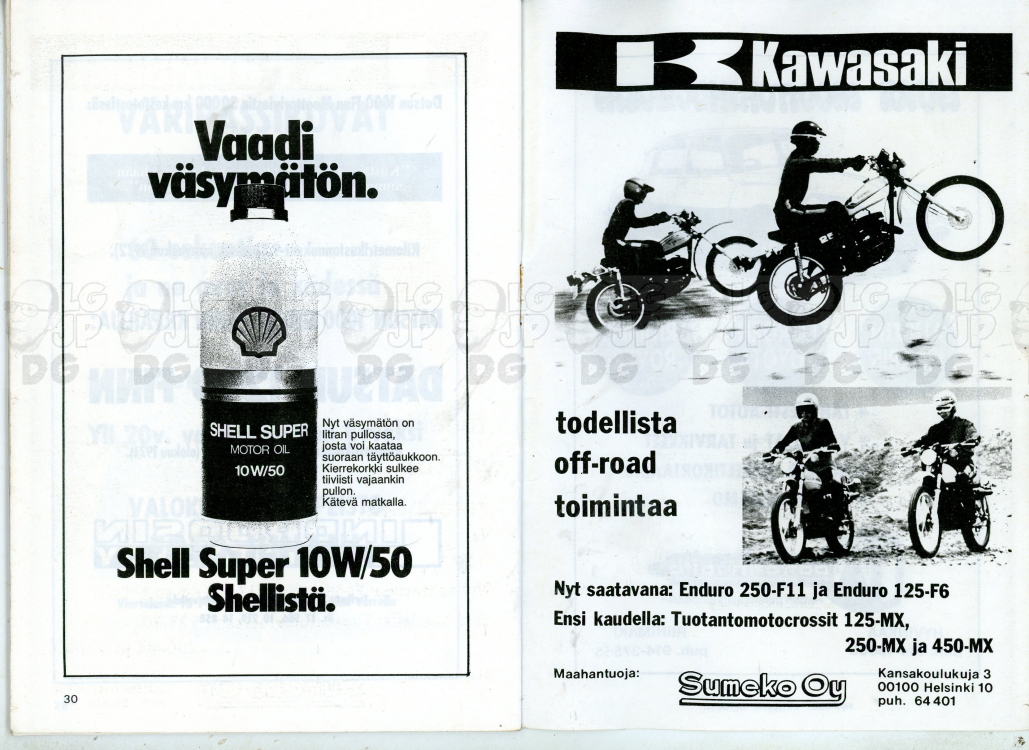 Vaadi
väsymätön.
SHELL SUPER
MOTOR OIL
10W/50
Nyt väsymätön on
litran pullossa,
josta voi kaataa
suoraan täyttöaukkoon.
Kierrekorkki sulkee
tiiviisti vajaankin
pullon.
Kätevä matkalla.
Shell Super 10W/50
Shellistä.
30
Kawasaki
todellista
off-road
toimintaa
Nyt saatavana: Enduro 250-F11 ja Enduro 125-F6
Ensi kaudella: Tuotantomotocrossit 125-MX,
250-MX ja 450-MX
Maahantuoja:
Sumeko Oy
Kansakoulukuja 3
00100 Helsinki 10
puh. 64 401
LG JP DG